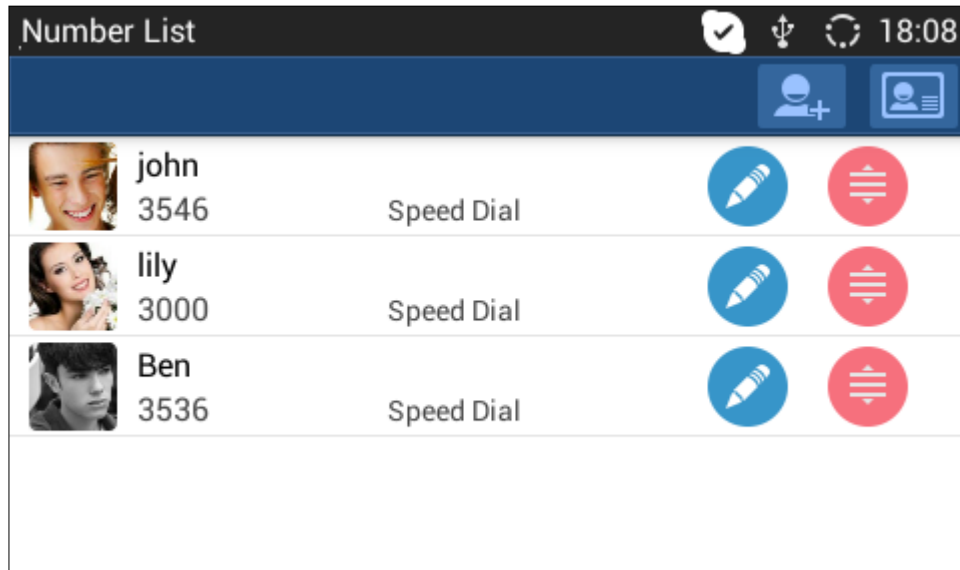 Number List 18:08
john
3546 Speed Dial
lily
3000 Speed Dial
Ben
3536 Speed Dial